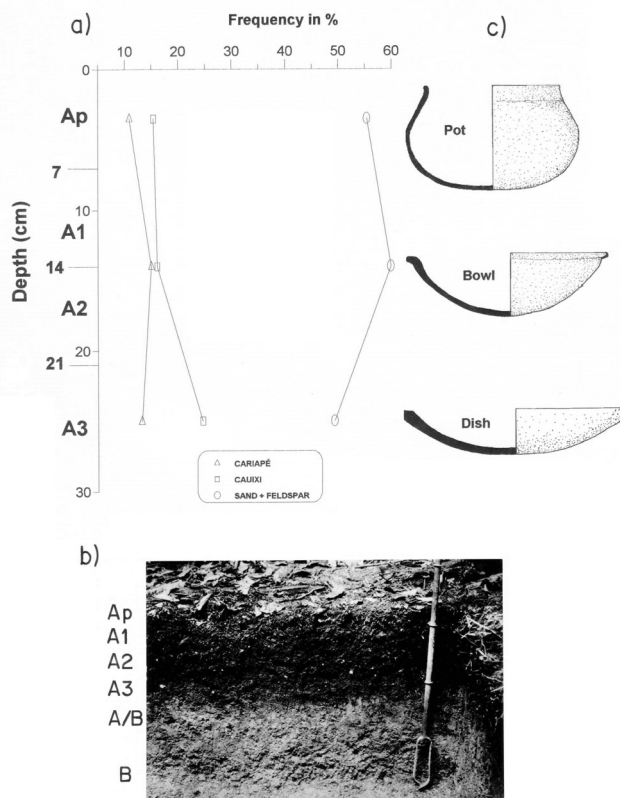 a)
Frequency in %
10 20 30 40 50 60
0
Ap
7
10
A1
14
A2
20
21
A3
30
Depth (cm)
CARIAPÉ
CAUIXI
SAND + FELDSPAR
c)
Pot
Bowl
Dish
b)
Ap
A1
A2
A3
A/B
B